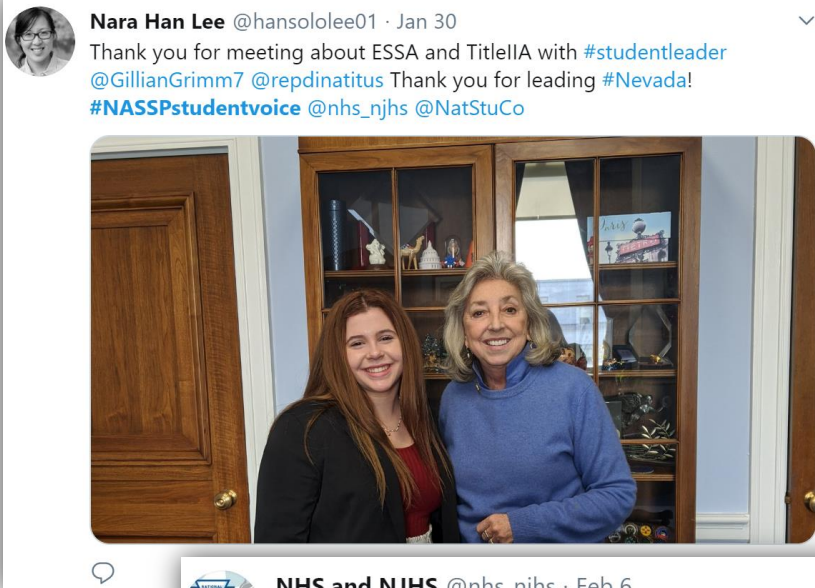 Nara Han Lee @hansololee01 · Jan 30
Thank you for meeting about ESSA and TitleIIA with #studentleader
@GillianGrimm7 @repdinatitus Thank you for leading #Nevada!
#NASSPstudentvoice @nhs_njhs @NatStuCo
Paris
NHS and NJHS @nhs_njhs · Feb 6